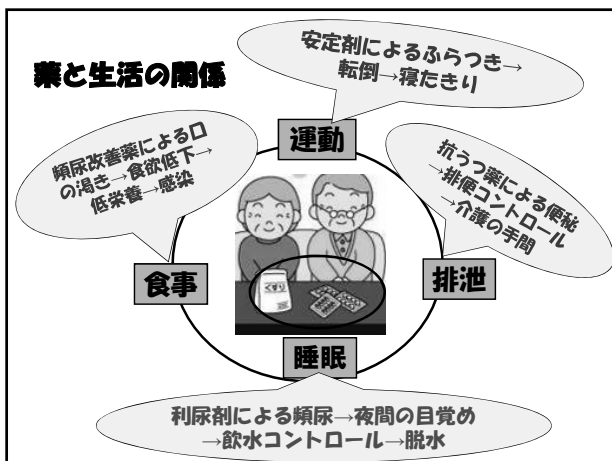 薬と生活の関係
安定剤によるふらつき→
転倒→寝たきり
運動
頻尿改善薬による口
の渇き→食欲低下→
低栄養→感染
抗うつ薬による便秘
→排便コントロール
→介護の手間
食事
くすり
排泄
睡眠
利尿剤による頻尿→夜間の目覚め
→飲水コントロール→脱水